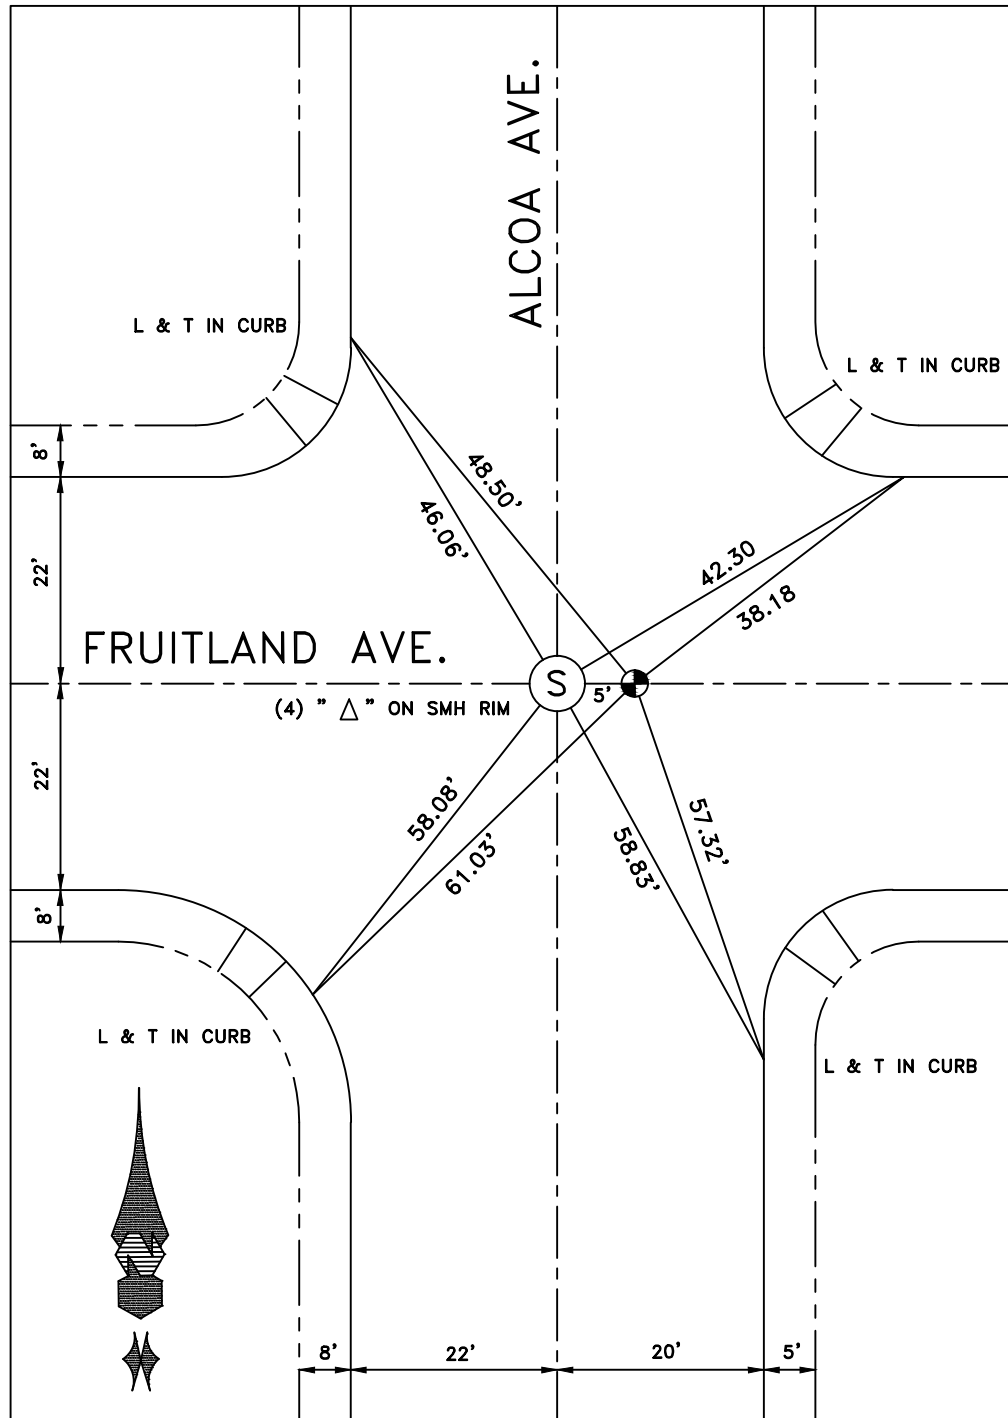 ALCOA AVE.
L & T IN CURB
L & T IN CURB
8'
48.50'
46.06'
22'
42.30
38.18
FRUITLAND AVE.
S
5'
(4) " △ " ON SMH RIM
22'
58.08'
61.03'
57.32'
58.83'
8'
L & T IN CURB
L & T IN CURB
N
8'
22'
20'
5'